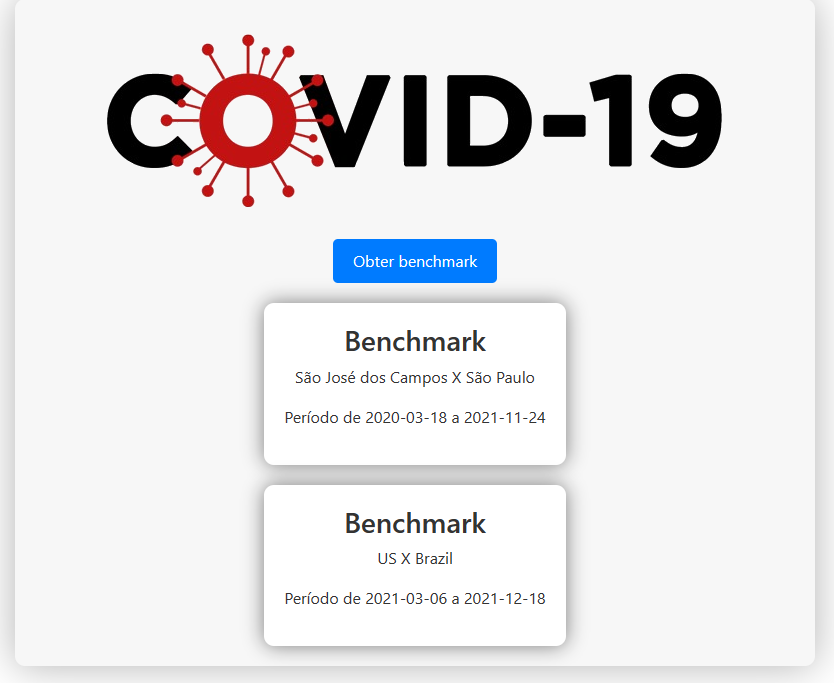 COVID-19
Obter benchmark
Benchmark
São José dos Campos X São Paulo
Período de 2020-03-18 a 2021-11-24
Benchmark
US X Brazil
Período de 2021-03-06 a 2021-12-18